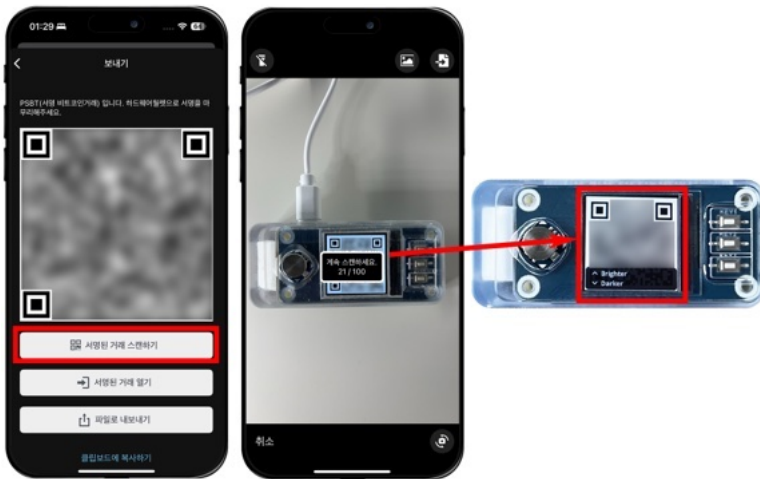 01:29
64
보내기
PSBT(서명 비트코인거래) 입니다. 하드웨어월렛으로 서명을 마
무리해주세요.
서명된 거래 스캔하기
서명된 거래 열기
파일로 내보내기
클립보드에 복사하기
계속 스캔하세요.
21 / 100
취소
Brighter
Darker